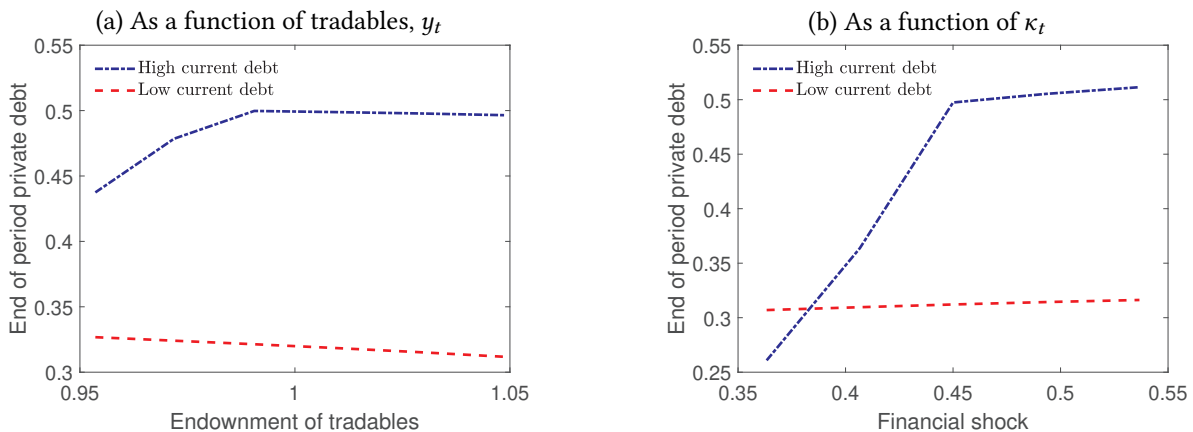 (a) As a function of tradables, y_t
0.55
0.5
0.45
0.4
0.35
0.3
End of period private debt
High current debt
Low current debt
0.95
1
1.05
Endownment of tradables
(b) As a function of κ_t
0.55
0.5
0.45
0.4
0.35
0.3
0.25
End of period private debt
High current debt
Low current debt
0.35
0.4
0.45
0.5
0.55
Financial shock